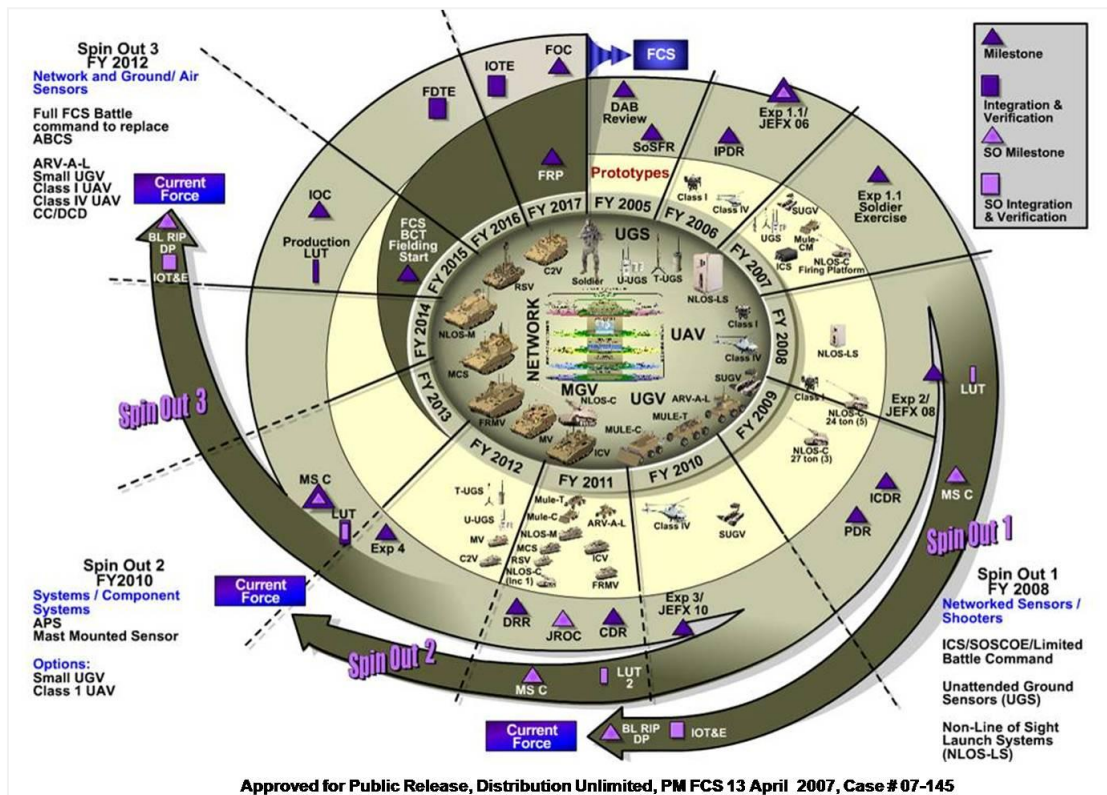 Spin Out 3
FY 2012
Network and Ground/ Air
Sensors
Full FCS Battle
command to replace
ABCS
ARV-A-L
Small UGV
Class I UAV
Class IV UAV
CC/DCD
Current
Force
BL RIP
DP
IOT&E
Spin Out 3
FOC
IOTE
FDTE
FCS
IOC
Production
LUT
FCS
BCT
Fielding
Start
FRP
DAB
Review
SoSFR
IPDR
Exp 1.1/
JEFX 06
Exp 1.1
Soldier
Exercise
Milestone
Integration &
Verification
SO Milestone
SO Integration
& Verification
Prototypes
Class I
Class IV
SUGV
UGS
Mule-
CM
ICS
NLOS-C
Firing Platform
FY 2005
FY 2006
FY 2007
FY 2008
FY 2009
FY 2010
FY 2011
FY 2012
FY 2013
FY 2014
FY 2015
FY 2016
FY 2017
UGS
Soldier
U-UGS
T-UGS
NLOS-LS
C2V
RSV
NLOS-M
MCS
FRMV
MV
ICV
NLOS-C
MGV
NETWORK
UAV
Class I
Class IV
UGV
SUGV
ARV-A-L
MULE-T
MULE-C
NLOS-LS
Class I
NLOS-C
24 ton (5)
NLOS-C
27 ton (3)
Exp 2/
JEFX 08
LUT
MS C
ICDR
PDR
Spin Out 1
Class IV
SUGV
T-UGS
U-UGS
MV
C2V
Mule-T
Mule-C
ARV-A-L
NLOS-M
MCS
RSV
ICV
NLOS-C
(Inc 1)
FRMV
MS C
LUT
Exp 4
DRR
JROC
CDR
Exp 3/
JEFX 10
Spin Out 2
MS C
LUT
2
Current
Force
BL RIP
DP
IOT&E
Current
Force
Spin Out 2
FY2010
Systems / Component
Systems
APS
Mast Mounted Sensor
Options:
Small UGV
Class 1 UAV
Spin Out 1
FY 2008
Networked Sensors /
Shooters
ICS/SOSCOE/Limited
Battle Command
Unattended Ground
Sensors (UGS)
Non-Line of Sight
Launch Systems
(NLOS-LS)
Approved for Public Release, Distribution Unlimited, PM FCS 13 April 2007, Case # 07-145